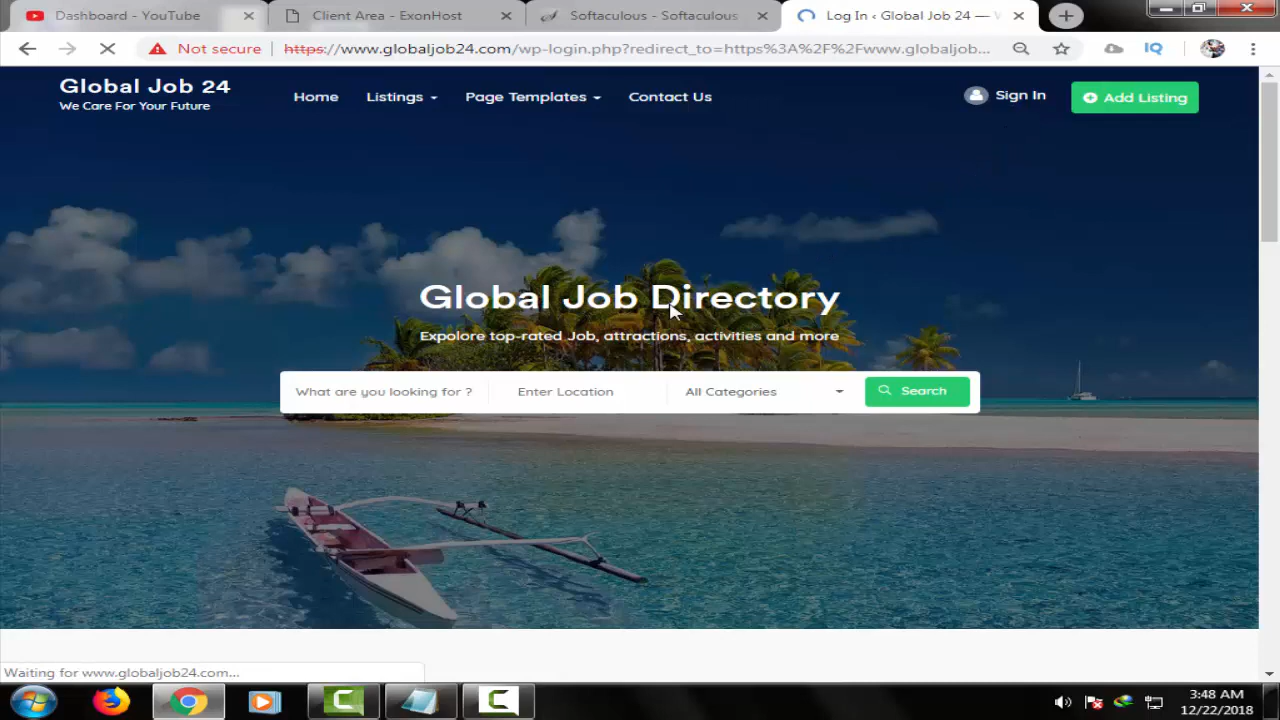 Dashboard - YouTube
Client Area - ExonHost
Softaculous - Softaculous
Log In ‹ Global Job 24 —
Not secure
https://www.globaljob24.com/wp-login.php?redirect_to=https%3A%2F%2Fwww.globaljob...
IQ
Global Job 24
We Care For Your Future
Home
Listings
Page Templates
Contact Us
Sign In
Add Listing
Global Job Directory
Expolore top-rated Job, attractions, activities and more
What are you looking for ?
Enter Location
All Categories
Search
Waiting for www.globaljob24.com...
3:48 AM
12/22/2018